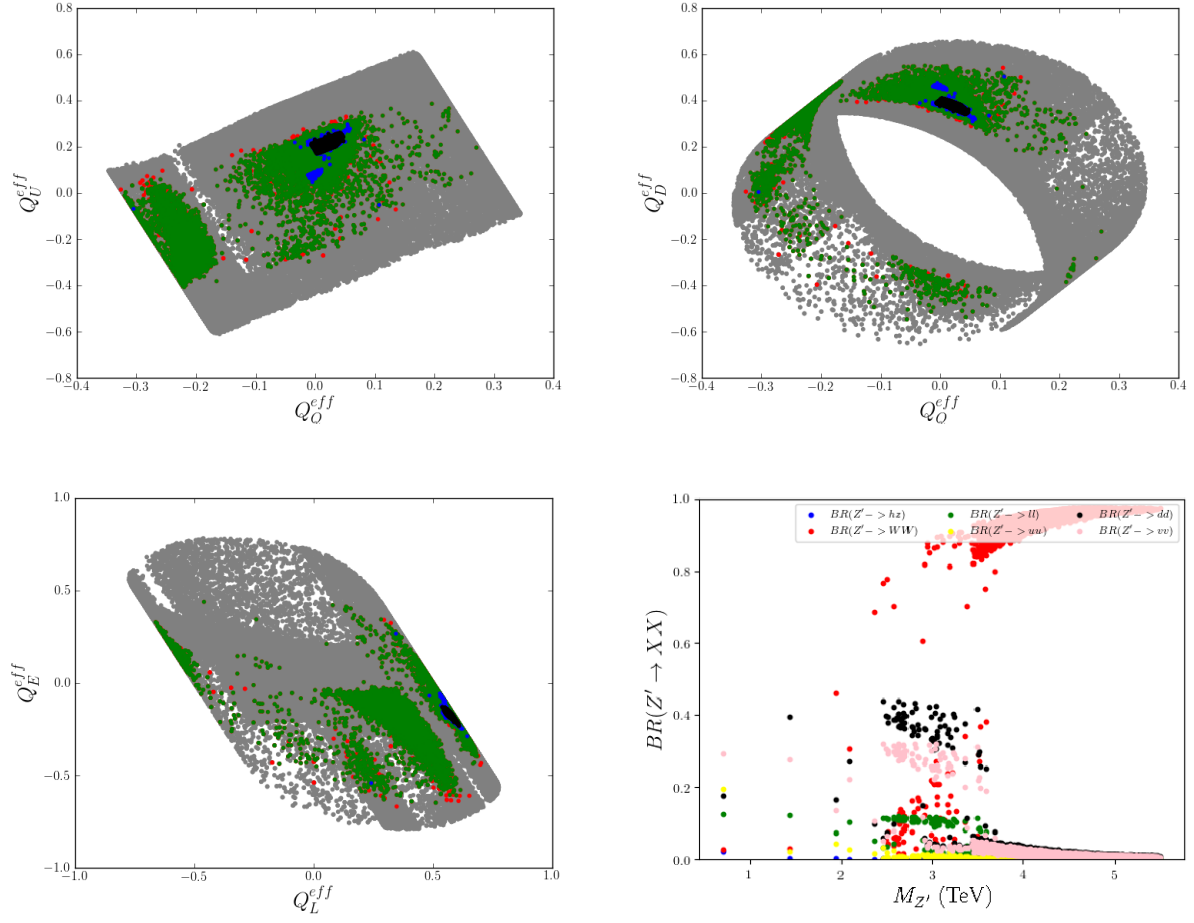 0.8
0.6
0.4
0.2
0.0
−0.2
−0.4
−0.6
−0.8
−0.4 −0.3 −0.2 −0.1 0.0 0.1 0.2 0.3 0.4
Q_U^{eff}
Q_Q^{eff}
0.8
0.6
0.4
0.2
0.0
−0.2
−0.4
−0.6
−0.8
−0.4 −0.3 −0.2 −0.1 0.0 0.1 0.2 0.3 0.4
Q_D^{eff}
Q_Q^{eff}
1.0
0.5
0.0
−0.5
−1.0
−1.0 −0.5 0.0 0.5 1.0
Q_E^{eff}
Q_L^{eff}
1.0
0.8
0.6
0.4
0.2
0.0
1 2 3 4 5
BR(Z' → XX)
M_{Z'} (TeV)
BR(Z'−>hz) BR(Z'−>ll) BR(Z'−>dd)
BR(Z'−>WW) BR(Z'−>uu) BR(Z'−>νν)